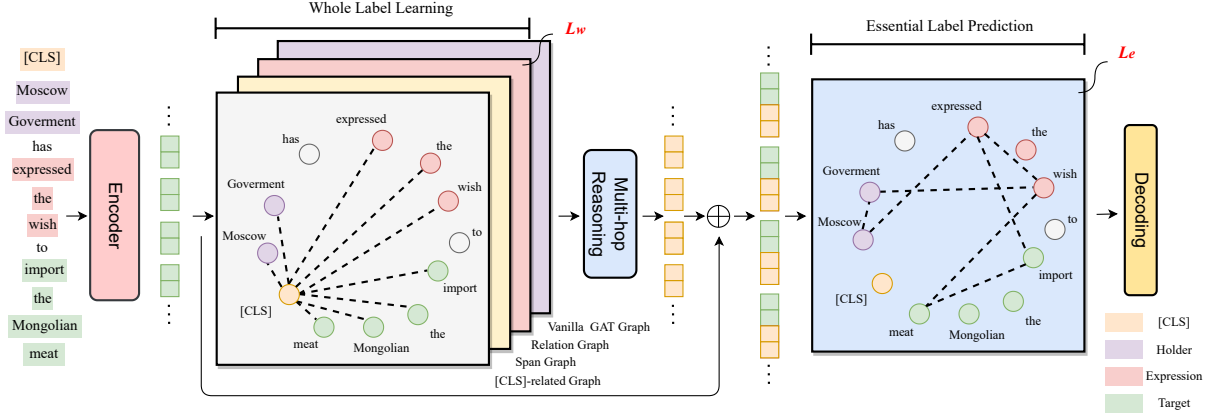 Whole Label Learning
Lw
Essential Label Prediction
Le
[CLS]
Moscow
Goverment
has
expressed
the
wish
to
import
the
Mongolian
meat
Encoder
has
expressed
the
wish
to
import
the
Mongolian
meat
[CLS]
Moscow
Goverment
Vanilla GAT Graph
Relation Graph
Span Graph
[CLS]-related Graph
Multi-hop
Reasoning
has
expressed
the
wish
to
import
the
Mongolian
meat
[CLS]
Moscow
Goverment
Decoding
[CLS]
Holder
Expression
Target